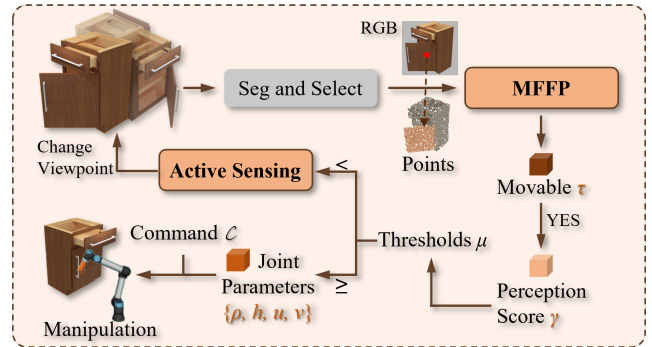 RGB
Seg and Select
MFFP
Points
Change
Viewpoint
Active Sensing
<
Movable τ
YES
Command 𝒞
Thresholds μ
Joint
Parameters
{ρ, h, u, v}
≥
Perception
Score γ
Manipulation